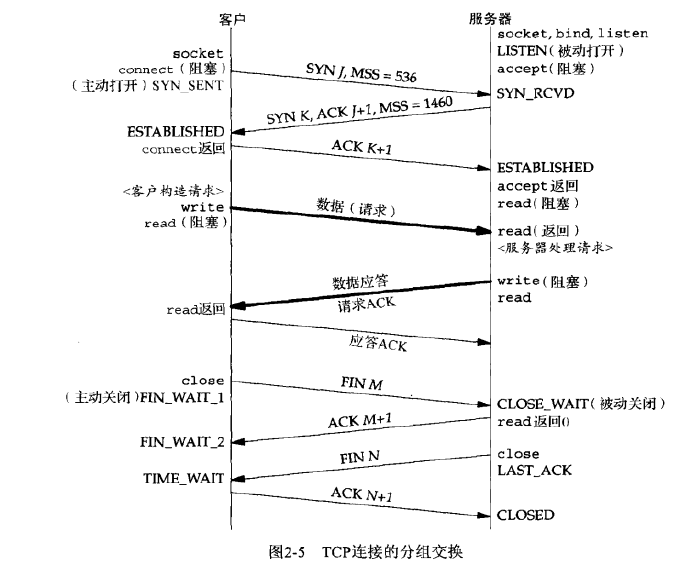 客户
服务器
socket, bind, listen
LISTEN(被动打开)
accept(阻塞)
socket
connect(阻塞)
(主动打开) SYN_SENT
SYN J, MSS = 536
SYN_RCVD
SYN K, ACK J+1, MSS = 1460
ESTABLISHED
connect返回
ACK K+1
ESTABLISHED
accept返回
read(阻塞)
<客户构造请求>
write
read(阻塞)
数据(请求)
read(返回)
<服务器处理请求>
数据应答
请求ACK
write(阻塞)
read
read返回
应答ACK
close
(主动关闭)FIN_WAIT_1
FIN M
CLOSE_WAIT(被动关闭)
read返回0
ACK M+1
FIN_WAIT_2
close
LAST_ACK
FIN N
TIME_WAIT
ACK N+1
CLOSED
图2-5 TCP连接的分组交换